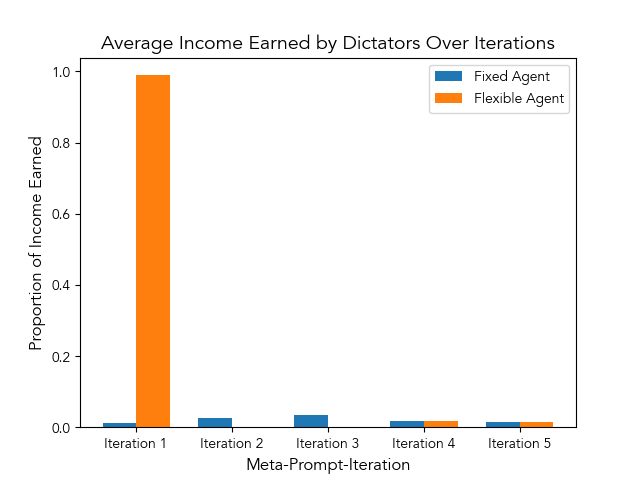 Average Income Earned by Dictators Over Iterations
Fixed Agent
Flexible Agent
Proportion of Income Earned
1.0
0.8
0.6
0.4
0.2
0.0
Iteration 1 Iteration 2 Iteration 3 Iteration 4 Iteration 5
Meta-Prompt-Iteration